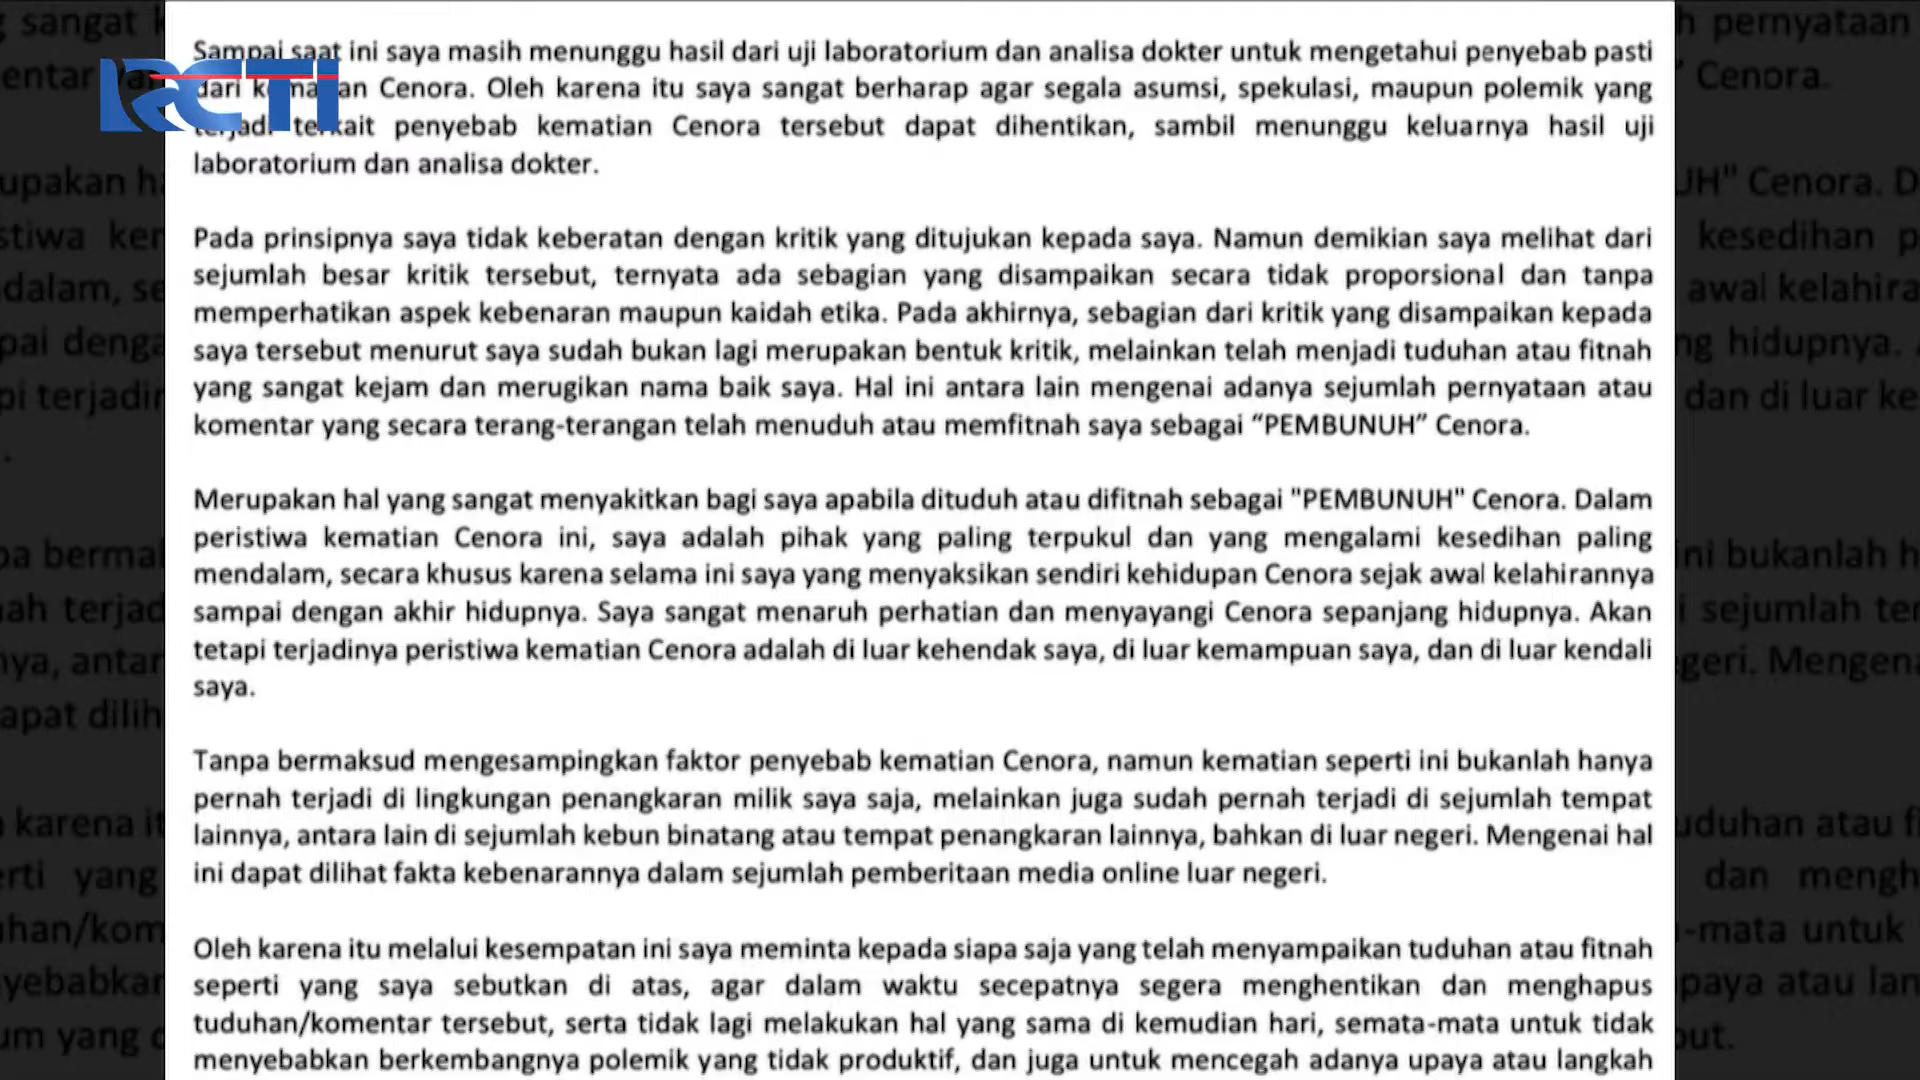 RCTI
Sampai saat ini saya masih menunggu hasil dari uji laboratorium dan analisa dokter untuk mengetahui penyebab pasti
dari kematian Cenora. Oleh karena itu saya sangat berharap agar segala asumsi, spekulasi, maupun polemik yang
terjadi terkait penyebab kematian Cenora tersebut dapat dihentikan, sambil menunggu keluarnya hasil uji
laboratorium dan analisa dokter.
Pada prinsipnya saya tidak keberatan dengan kritik yang ditujukan kepada saya. Namun demikian saya melihat dari
sejumlah besar kritik tersebut, ternyata ada sebagian yang disampaikan secara tidak proporsional dan tanpa
memperhatikan aspek kebenaran maupun kaidah etika. Pada akhirnya, sebagian dari kritik yang disampaikan kepada
saya tersebut menurut saya sudah bukan lagi merupakan bentuk kritik, melainkan telah menjadi tuduhan atau fitnah
yang sangat kejam dan merugikan nama baik saya. Hal ini antara lain mengenai adanya sejumlah pernyataan atau
komentar yang secara terang-terangan telah menuduh atau memfitnah saya sebagai “PEMBUNUH” Cenora.
Merupakan hal yang sangat menyakitkan bagi saya apabila dituduh atau difitnah sebagai "PEMBUNUH" Cenora. Dalam
peristiwa kematian Cenora ini, saya adalah pihak yang paling terpukul dan yang mengalami kesedihan paling
mendalam, secara khusus karena selama ini saya yang menyaksikan sendiri kehidupan Cenora sejak awal kelahirannya
sampai dengan akhir hidupnya. Saya sangat menaruh perhatian dan menyayangi Cenora sepanjang hidupnya. Akan
tetapi terjadinya peristiwa kematian Cenora adalah di luar kehendak saya, di luar kemampuan saya, dan di luar kendali
saya.
Tanpa bermaksud mengesampingkan faktor penyebab kematian Cenora, namun kematian seperti ini bukanlah hanya
pernah terjadi di lingkungan penangkaran milik saya saja, melainkan juga sudah pernah terjadi di sejumlah tempat
lainnya, antara lain di sejumlah kebun binatang atau tempat penangkaran lainnya, bahkan di luar negeri. Mengenai hal
ini dapat dilihat fakta kebenarannya dalam sejumlah pemberitaan media online luar negeri.
Oleh karena itu melalui kesempatan ini saya meminta kepada siapa saja yang telah menyampaikan tuduhan atau fitnah
seperti yang saya sebutkan di atas, agar dalam waktu secepatnya segera menghentikan dan menghapus
tuduhan/komentar tersebut, serta tidak lagi melakukan hal yang sama di kemudian hari, semata-mata untuk tidak
menyebabkan berkembangnya polemik yang tidak produktif, dan juga untuk mencegah adanya upaya atau langkah